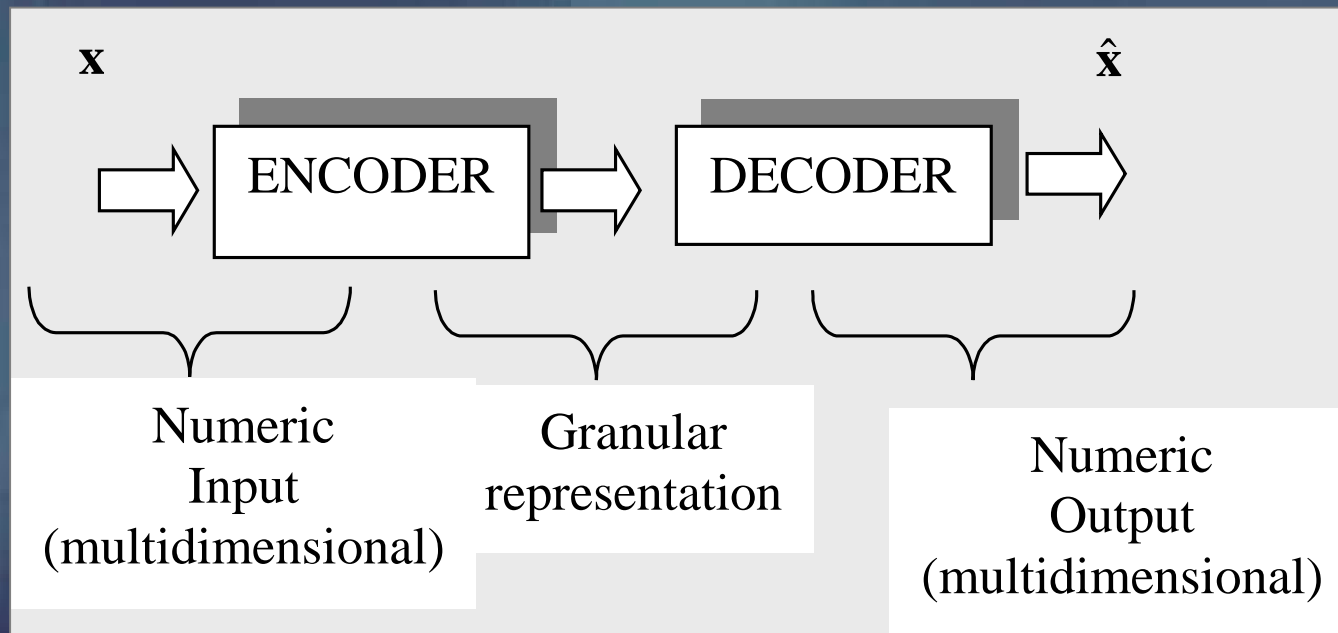 x
x̂
ENCODER
DECODER
Numeric
Input
(multidimensional)
Granular
representation
Numeric
Output
(multidimensional)